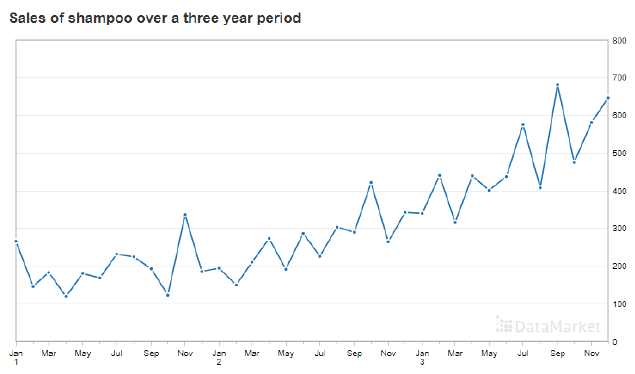 Sales of shampoo over a three year period
800
700
600
500
400
300
200
100
0
DataMarket
Jan Mar May Jul Sep Nov Jan Mar May Jul Sep Nov Jan Mar May Jul Sep Nov
1 2 3